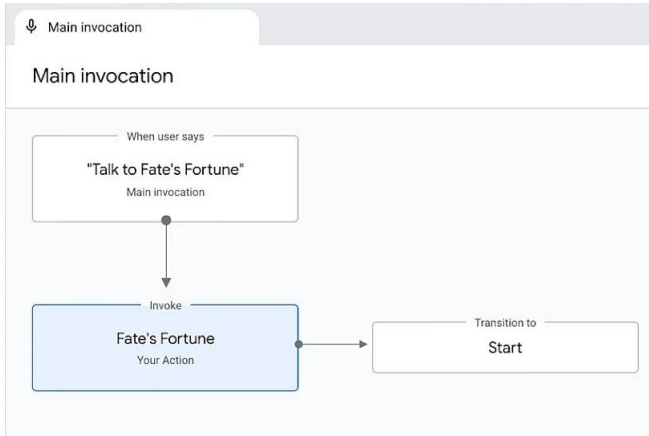 Main invocation
Main invocation
When user says
"Talk to Fate's Fortune"
Main invocation
Invoke
Fate's Fortune
Your Action
Transition to
Start